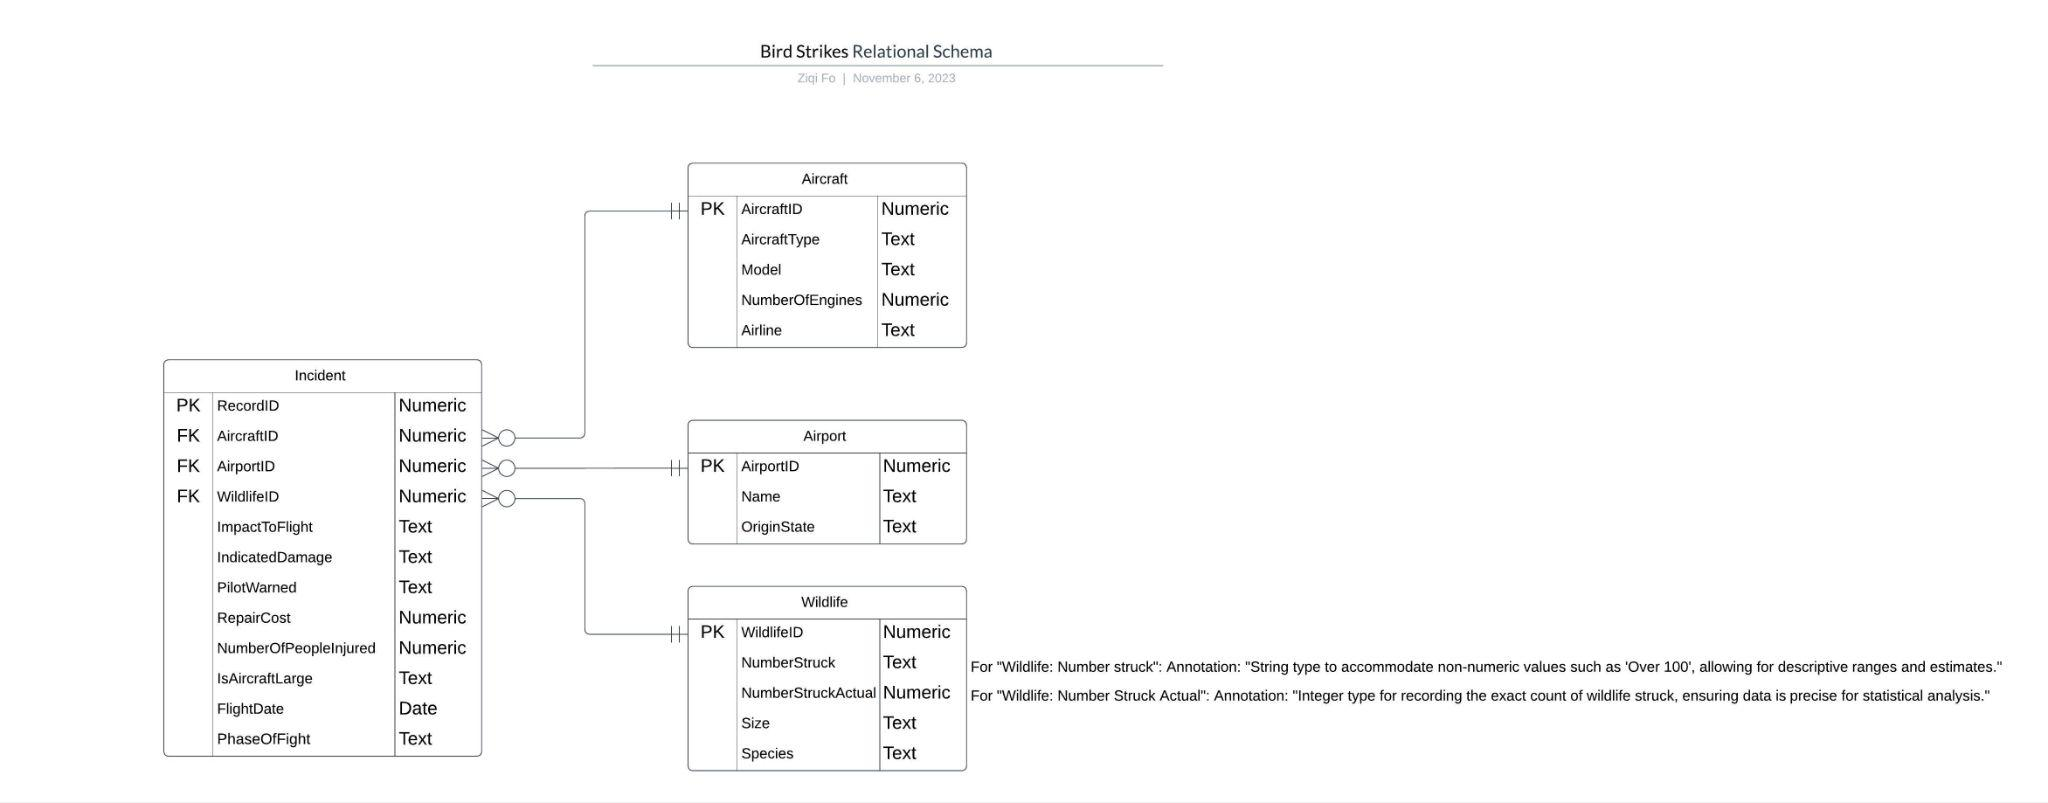 Bird Strikes Relational Schema
Ziqi Fo | November 6, 2023
Aircraft
PK AircraftID Numeric
AircraftType Text
Model Text
NumberOfEngines Numeric
Airline Text
Incident
PK RecordID Numeric
FK AircraftID Numeric
FK AirportID Numeric
FK WildlifeID Numeric
ImpactToFlight Text
IndicatedDamage Text
PilotWarned Text
RepairCost Numeric
NumberOfPeopleInjured Numeric
IsAircraftLarge Text
FlightDate Date
PhaseOfFight Text
Airport
PK AirportID Numeric
Name Text
OriginState Text
Wildlife
PK WildlifeID Numeric
NumberStruck Text
NumberStruckActual Numeric
Size Text
Species Text
For "Wildlife: Number struck": Annotation: "String type to accommodate non-numeric values such as 'Over 100', allowing for descriptive ranges and estimates."
For "Wildlife: Number Struck Actual": Annotation: "Integer type for recording the exact count of wildlife struck, ensuring data is precise for statistical analysis."